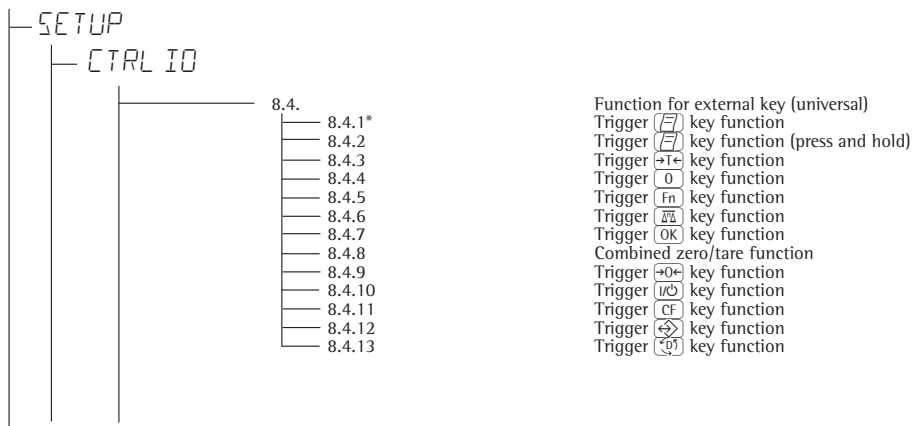 SETUP
CTRL IO
8.4. Function for external key (universal)
8.4.1* Trigger key function
8.4.2 Trigger key function (press and hold)
8.4.3 Trigger →T← key function
8.4.4 Trigger 0 key function
8.4.5 Trigger Fn key function
8.4.6 Trigger key function
8.4.7 Trigger OK key function
8.4.8 Combined zero/tare function
8.4.9 Trigger →0← key function
8.4.10 Trigger I/⏻ key function
8.4.11 Trigger CF key function
8.4.12 Trigger key function
8.4.13 Trigger D key function